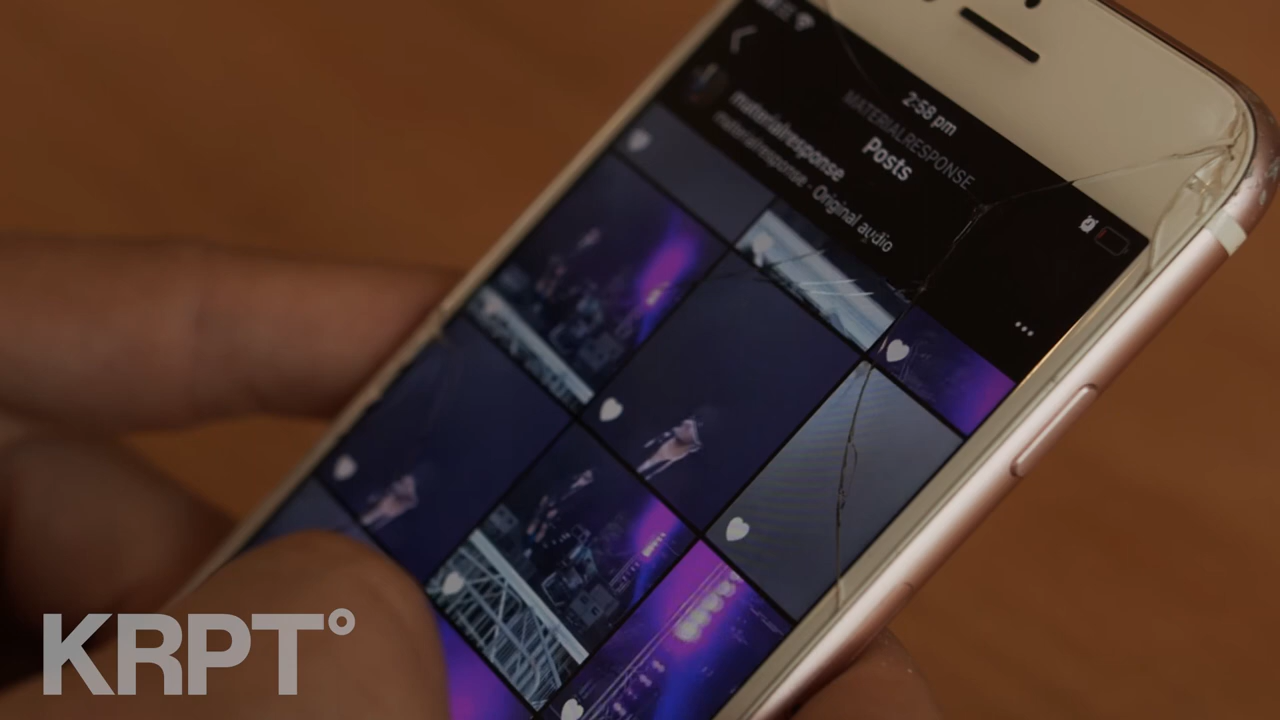 2:58 pm
MATERIALRESPONSE
Posts
materialresponse
materialresponse · Original audio
KRPT°